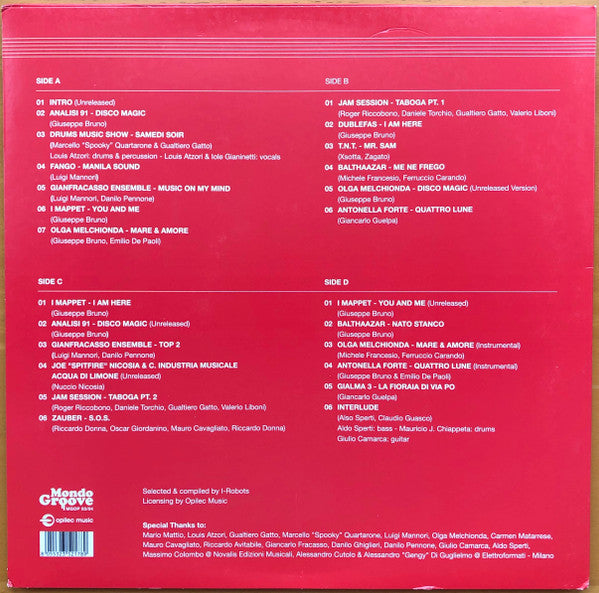 SIDE A
01 INTRO (Unreleased)
02 ANALISI 91 - DISCO MAGIC
(Giuseppe Bruno)
03 DRUMS MUSIC SHOW - SAMEDI SOIR
(Marcello "Spooky" Quartarone & Gualtiero Gatto)
Louis Atzori: drums & percussion - Louis Atzori & Iole Gianinetti: vocals
04 FANGO - MANILA SOUND
(Luigi Mannori)
05 GIANFRACASSO ENSEMBLE - MUSIC ON MY MIND
(Luigi Mannori, Danilo Pennone)
06 I MAPPET - YOU AND ME
(Giuseppe Bruno)
07 OLGA MELCHIONDA - MARE & AMORE
(Giuseppe Bruno, Emilio De Paoli)
SIDE B
01 JAM SESSION - TABOGA PT. 1
(Roger Riccobono, Daniele Torchio, Gualtiero Gatto, Valerio Liboni)
02 DUBLEFAS - I AM HERE
(Giuseppe Bruno)
03 T.N.T. - MR. SAM
(Xsotta, Zagato)
04 BALTHAAZAR - ME NE FREGO
(Michele Francesio, Ferruccio Carando)
05 OLGA MELCHIONDA - DISCO MAGIC (Unreleased Version)
(Giuseppe Bruno)
06 ANTONELLA FORTE - QUATTRO LUNE
(Giancarlo Guelpa)
SIDE C
01 I MAPPET - I AM HERE
(Giuseppe Bruno)
02 ANALISI 91 - DISCO MAGIC (Unreleased)
(Giuseppe Bruno)
03 GIANFRACASSO ENSEMBLE - TOP 2
(Luigi Mannori, Danilo Pennone)
04 JOE "SPITFIRE" NICOSIA & C. INDUSTRIA MUSICALE
ACQUA DI LIMONE (Unreleased)
(Nuccio Nicosia)
05 JAM SESSION - TABOGA PT. 2
(Roger Riccobono, Daniele Torchio, Gualtiero Gatto, Valerio Liboni)
06 ZAUBER - S.O.S.
(Riccardo Donna, Oscar Giordanino, Mauro Cavagliato, Riccardo Donna)
SIDE D
01 I MAPPET - YOU AND ME (Unreleased)
(Giuseppe Bruno)
02 BALTHAAZAR - NATO STANCO
(Giuseppe Bruno)
03 OLGA MELCHIONDA - MARE & AMORE (Instrumental)
(Michele Francesio, Ferruccio Carando)
04 ANTONELLA FORTE - QUATTRO LUNE (Instrumental)
(Giuseppe Bruno & Emilio De Paoli)
05 GIALMA 3 - LA FIORAIA DI VIA PO
(Giancarlo Guelpa)
06 INTERLUDE
(Also Sperti, Claudio Guasco)
Aldo Sperti: bass - Mauricio J. Chiappeta: drums
Giulio Camarca: guitar
Mondo
Groove
opilec music
Selected & compiled by I-Robots
Licensing by Opilec Music
Special Thanks to:
Mario Mattio, Louis Atzori, Gualtiero Gatto, Marcello "Spooky" Quartarone, Luigi Mannori, Olga Melchionda, Carmen Matarrese,
Mauro Cavagliato, Riccardo Avitabile, Giancarlo Fracasso, Danilo Ghiglieri, Danilo Pennone, Giulio Camarca, Aldo Sperti,
Massimo Colombo @ Novalis Edizioni Musicali, Alessandro Cutolo & Alessandro "Gengy" Di Guglielmo @ Elettroformati - Milano